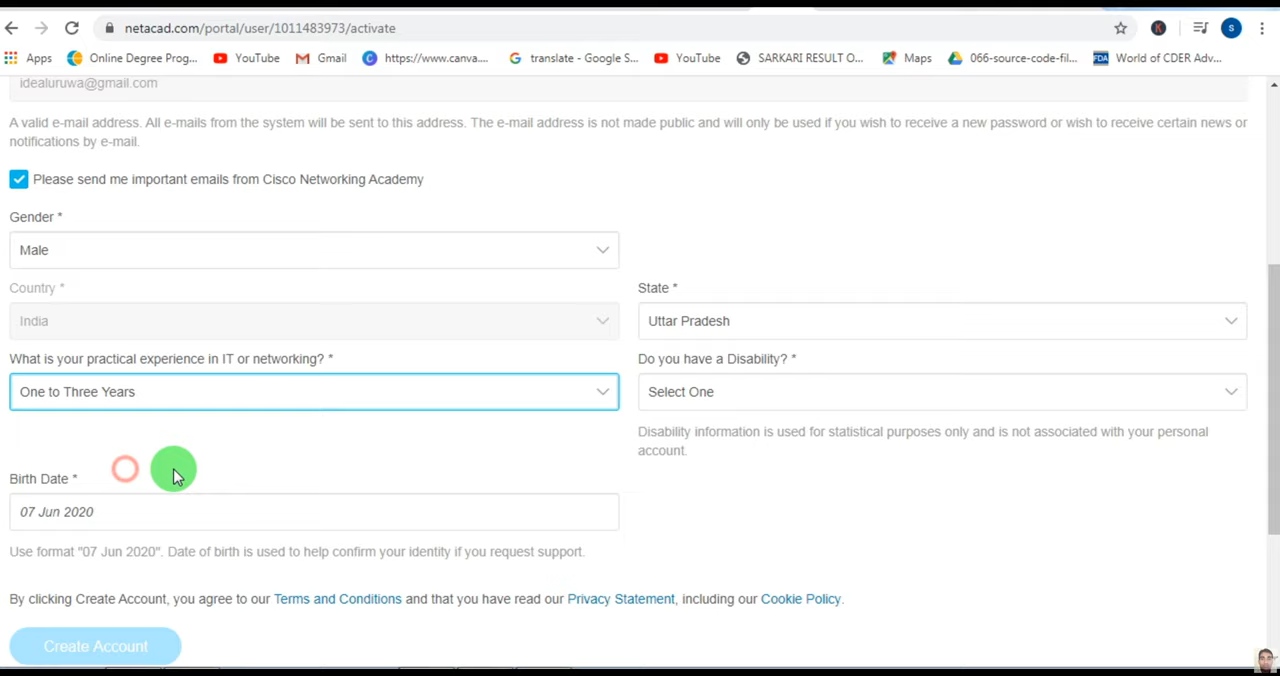 netacad.com/portal/user/1011483973/activate
K
S
Apps Online Degree Prog... YouTube Gmail C https://www.canva.... G translate - Google S... YouTube SARKARI RESULT O... Maps 066-source-code-fil... FDA World of CDER Adv...
idealuruwa@gmail.com
A valid e-mail address. All e-mails from the system will be sent to this address. The e-mail address is not made public and will only be used if you wish to receive a new password or wish to receive certain news or
notifications by e-mail.
Please send me important emails from Cisco Networking Academy
Gender *
Male
Country *
State *
India
Uttar Pradesh
What is your practical experience in IT or networking? *
Do you have a Disability? *
One to Three Years
Select One
Disability information is used for statistical purposes only and is not associated with your personal
account.
Birth Date *
07 Jun 2020
Use format "07 Jun 2020". Date of birth is used to help confirm your identity if you request support.
By clicking Create Account, you agree to our Terms and Conditions and that you have read our Privacy Statement, including our Cookie Policy.
Create Account